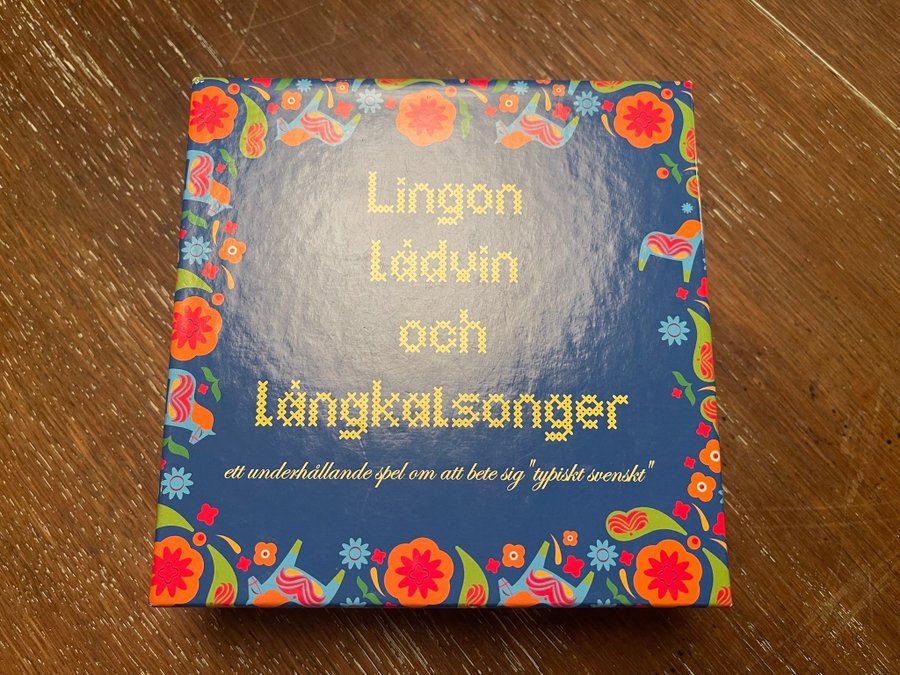 Lingon
lådvin
och
långkalsonger
ett underhållande spel om att bete sig "typiskt svenskt"